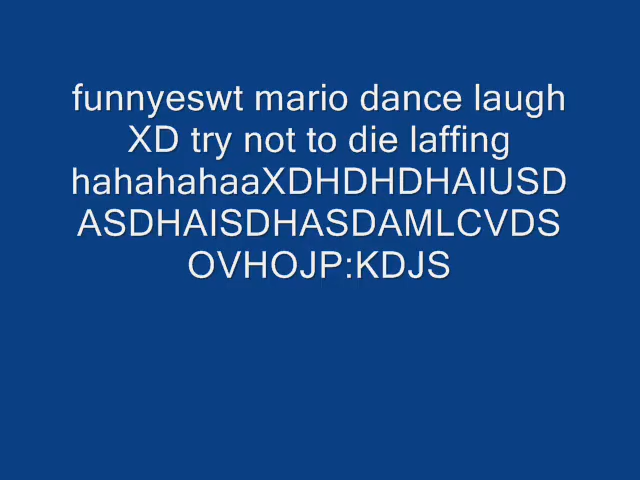 funnyeswt mario dance laugh
XD try not to die laffing
hahahahaaXDHDHDHAIUSD
ASDHAISDHASDAMLCVDS
OVHOJP:KDJS